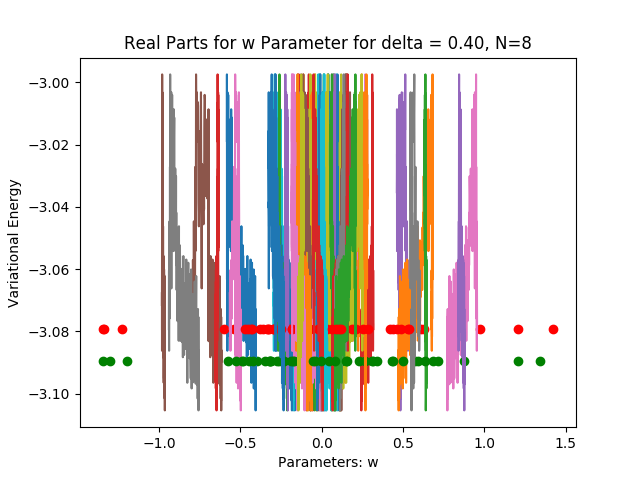 Real Parts for w Parameter for delta = 0.40, N=8
−3.00
−3.02
−3.04
−3.06
−3.08
−3.10
Variational Energy
−1.0 −0.5 0.0 0.5 1.0 1.5
Parameters: w